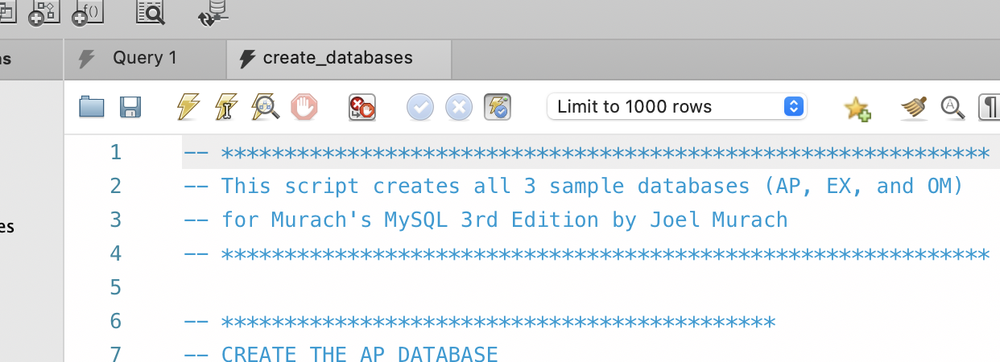 f()
ns
Query 1
create_databases
Limit to 1000 rows
es
1 -- *************************************************************
2 -- This script creates all 3 sample databases (AP, EX, and OM)
3 -- for Murach's MySQL 3rd Edition by Joel Murach
4 -- *************************************************************
5
6 -- ********************************************
7 -- CREATE THE AP DATABASE